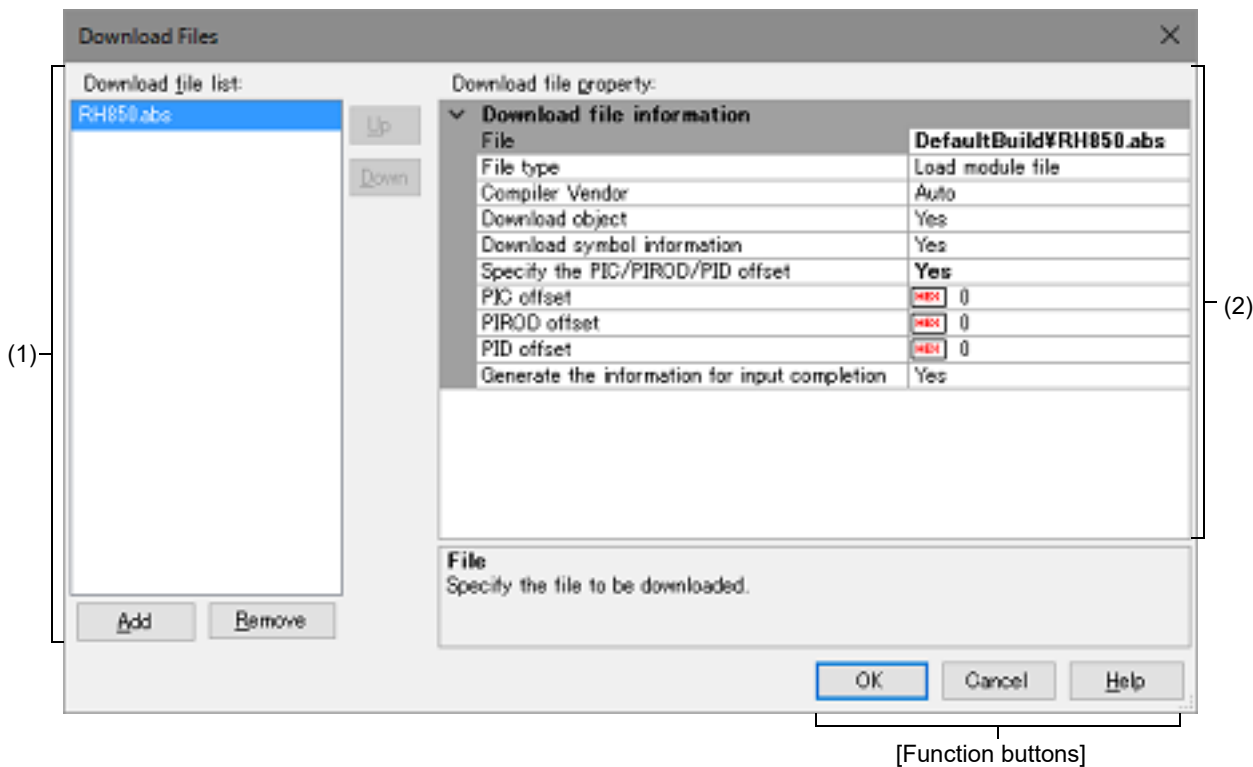 Download Files
Download file list:
RH850.abs
Up
Down
Add
Remove
Download file property:
Download file information
File DefaultBuild¥RH850.abs
File type Load module file
Compiler Vendor Auto
Download object Yes
Download symbol information Yes
Specify the PIC/PIROD/PID offset Yes
PIC offset HEX 0
PIROD offset HEX 0
PID offset HEX 0
Generate the information for input completion Yes
File
Specify the file to be downloaded.
OK Cancel Help
(1)
(2)
[Function buttons]